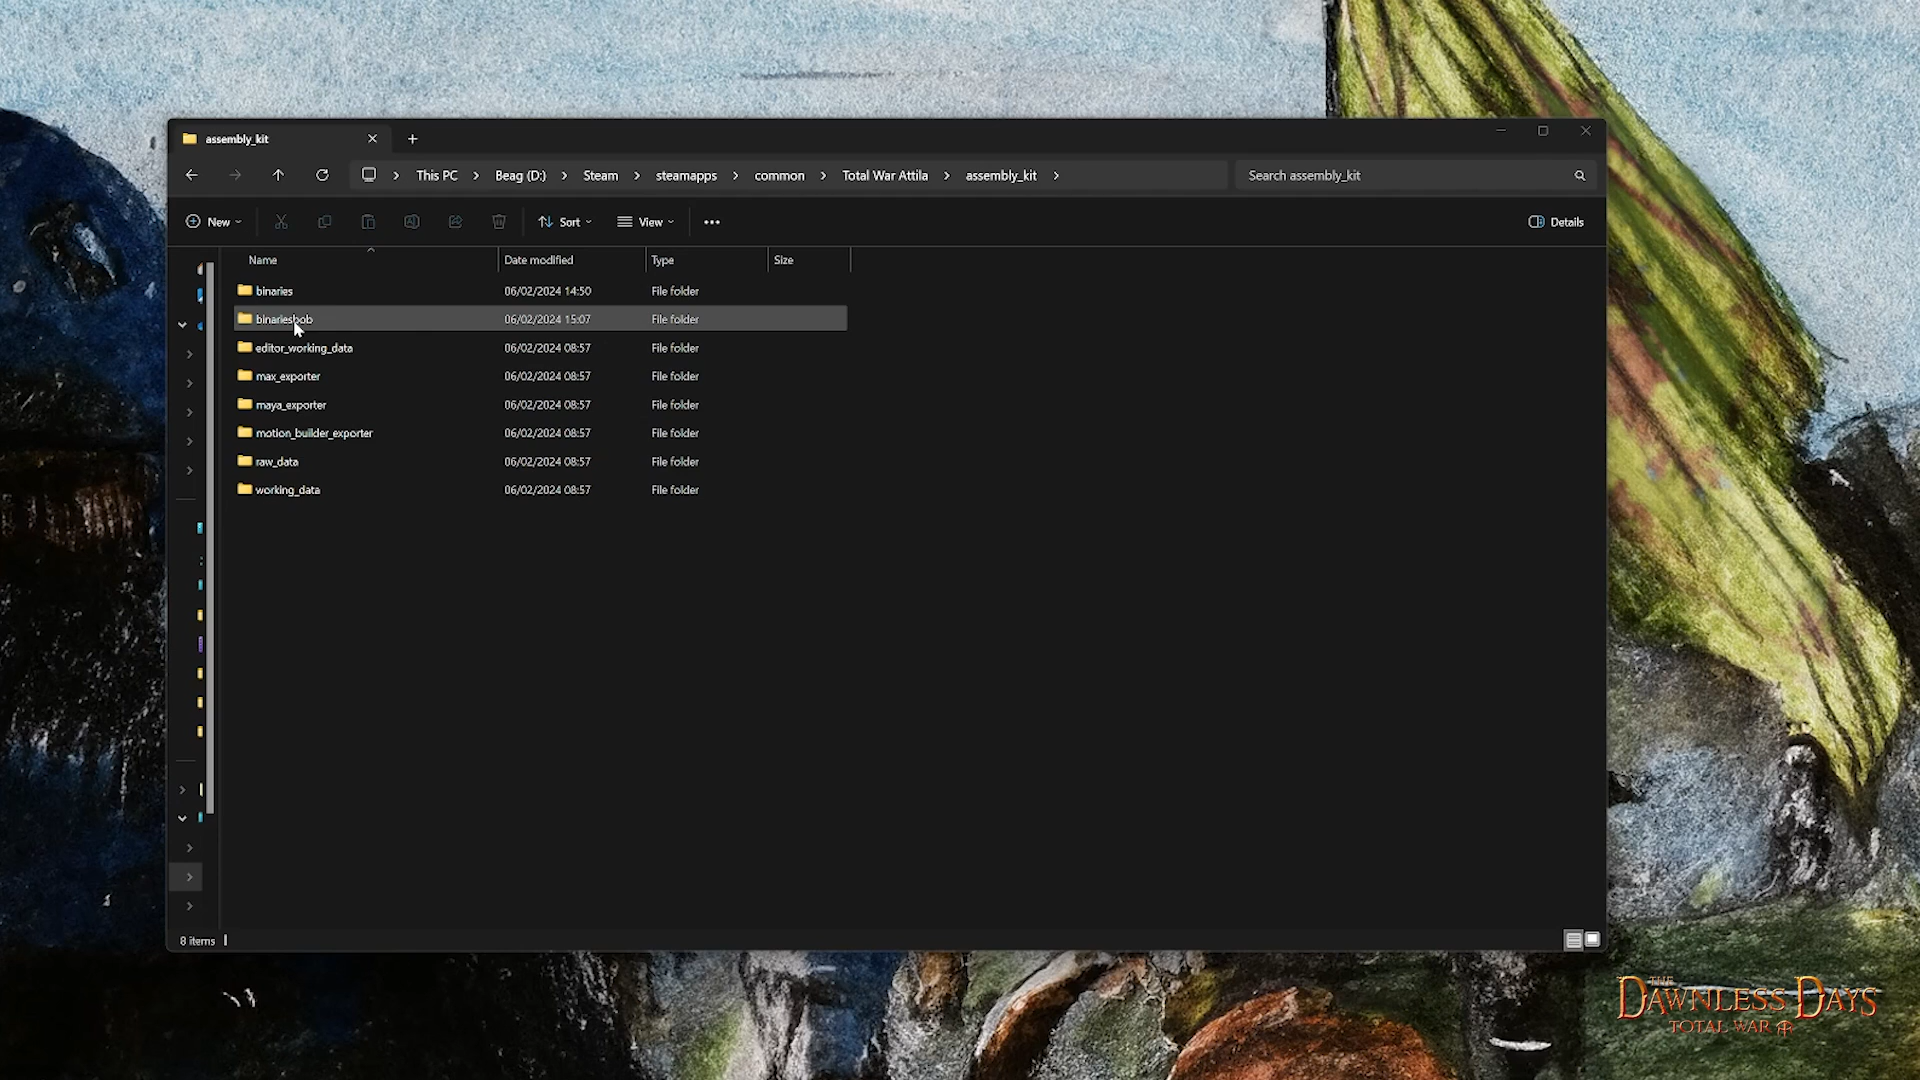 assembly_kit
This PC > Beag (D:) > Steam > steamapps > common > Total War Attila > assembly_kit >
Search assembly_kit
New
Sort
View
Details
Name Date modified Type Size
binaries 06/02/2024 14:50 File folder
binariesbob 06/02/2024 15:07 File folder
editor_working_data 06/02/2024 08:57 File folder
max_exporter 06/02/2024 08:57 File folder
maya_exporter 06/02/2024 08:57 File folder
motion_builder_exporter 06/02/2024 08:57 File folder
raw_data 06/02/2024 08:57 File folder
working_data 06/02/2024 08:57 File folder
8 items
THE
DAWNLESS DAYS
TOTAL WAR